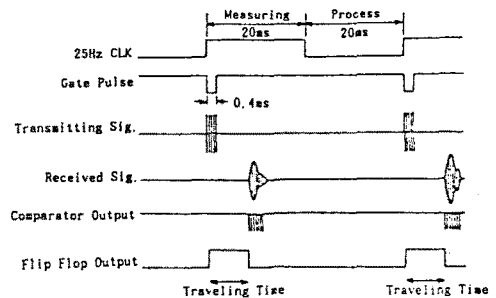 Measuring Process
20ms 20ms
25Hz CLK
Gate Pulse
0.4ms
Transmitting Sig.
Received Sig.
Comparator Output
Flip Flop Output
Traveling Time Traveling Time